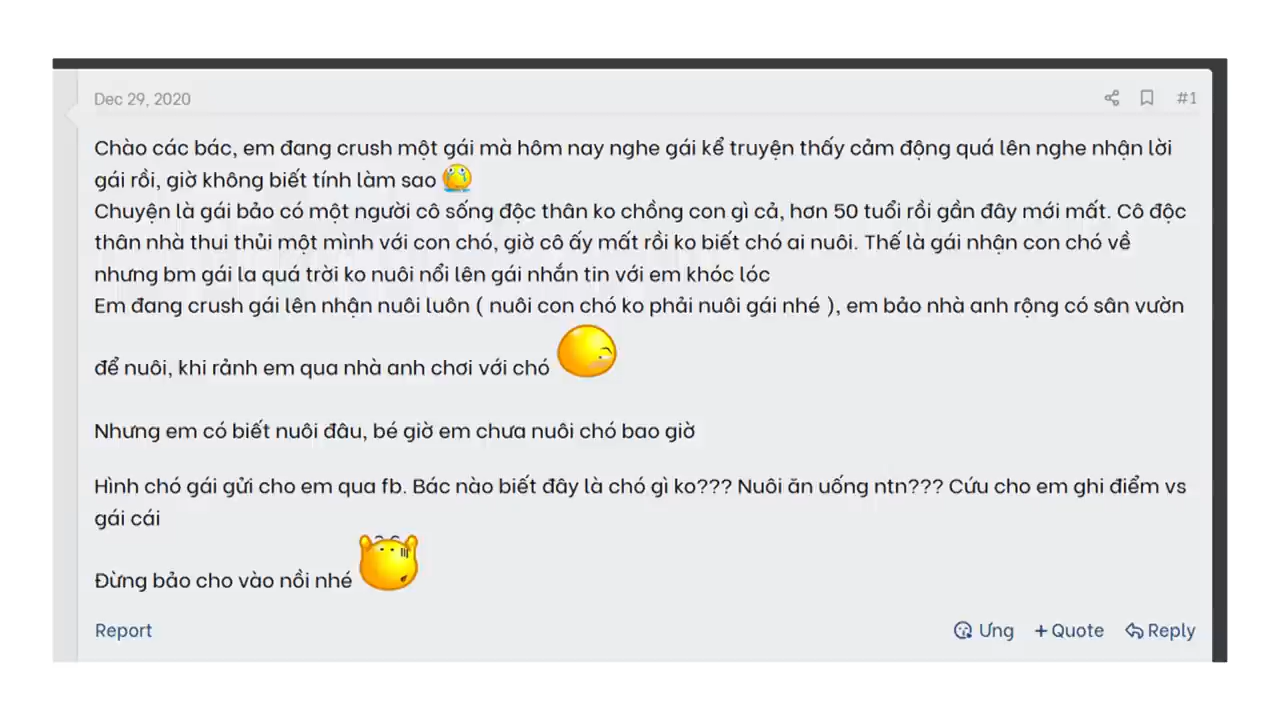 Dec 29, 2020
#1
Chào các bác, em đang crush một gái mà hôm nay nghe gái kể truyện thấy cảm động quá lên nghe nhận lời
gái rồi, giờ không biết tính làm sao
Chuyện là gái bảo có một người cô sống độc thân ko chồng con gì cả, hơn 50 tuổi rồi gần đây mới mất. Cô độc
thân nhà thui thủi một mình với con chó, giờ cô ấy mất rồi ko biết chó ai nuôi. Thế là gái nhận con chó về
nhưng bm gái la quá trời ko nuôi nổi lên gái nhắn tin với em khóc lóc
Em đang crush gái lên nhận nuôi luôn ( nuôi con chó ko phải nuôi gái nhé ), em bảo nhà anh rộng có sân vườn
để nuôi, khi rảnh em qua nhà anh chơi với chó
Nhưng em có biết nuôi đâu, bé giờ em chưa nuôi chó bao giờ
Hình chó gái gửi cho em qua fb. Bác nào biết đây là chó gì ko??? Nuôi ăn uống ntn??? Cứu cho em ghi điểm vs
gái cái
Đừng bảo cho vào nồi nhé
Report
Ưng
+Quote
Reply